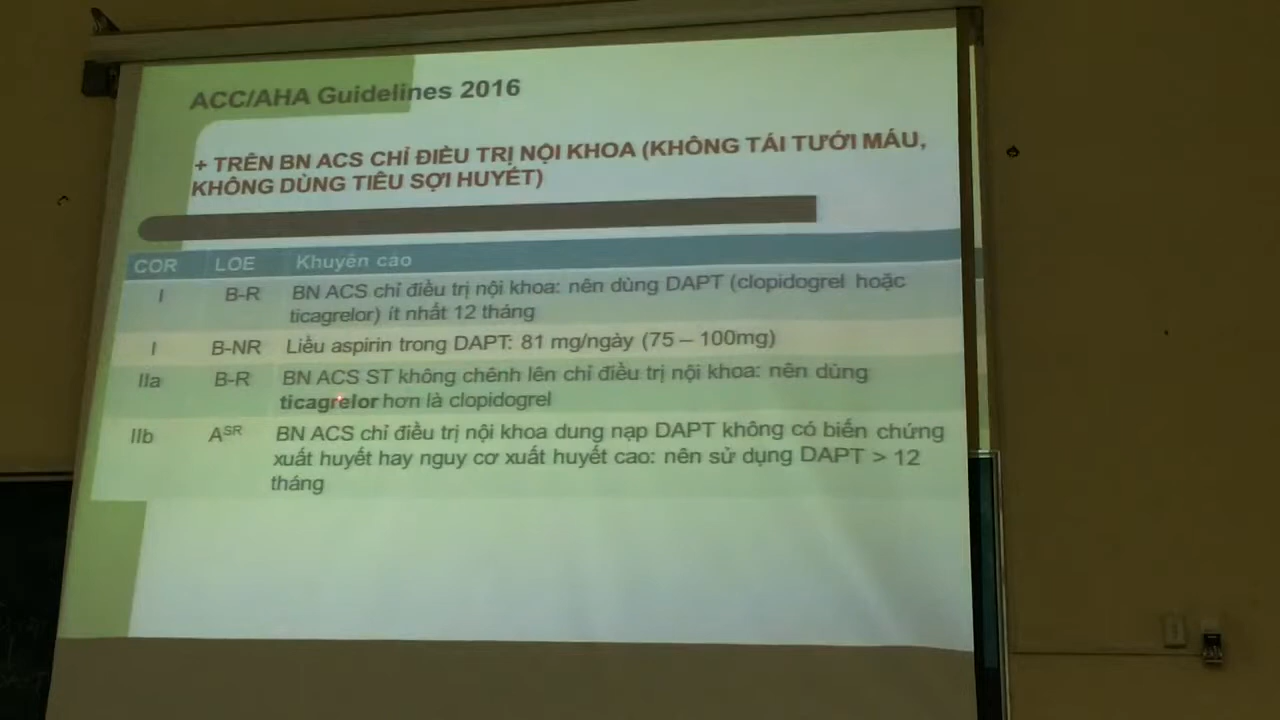 ACC/AHA Guidelines 2016
+ TRÊN BN ACS CHỈ ĐIỀU TRỊ NỘI KHOA (KHÔNG TÁI TƯỚI MÁU,
KHÔNG DÙNG TIÊU SỢI HUYẾT)
COR LOE Khuyên cáo
I B-R BN ACS chỉ điều trị nội khoa: nên dùng DAPT (clopidogrel hoặc
ticagrelor) ít nhất 12 tháng
I B-NR Liều aspirin trong DAPT: 81 mg/ngày (75 – 100mg)
IIa B-R BN ACS ST không chênh lên chỉ điều trị nội khoa: nên dùng
ticagrelor hơn là clopidogrel
IIb A^SR BN ACS chỉ điều trị nội khoa dung nạp DAPT không có biến chứng
xuất huyết hay nguy cơ xuất huyết cao: nên sử dụng DAPT > 12
tháng